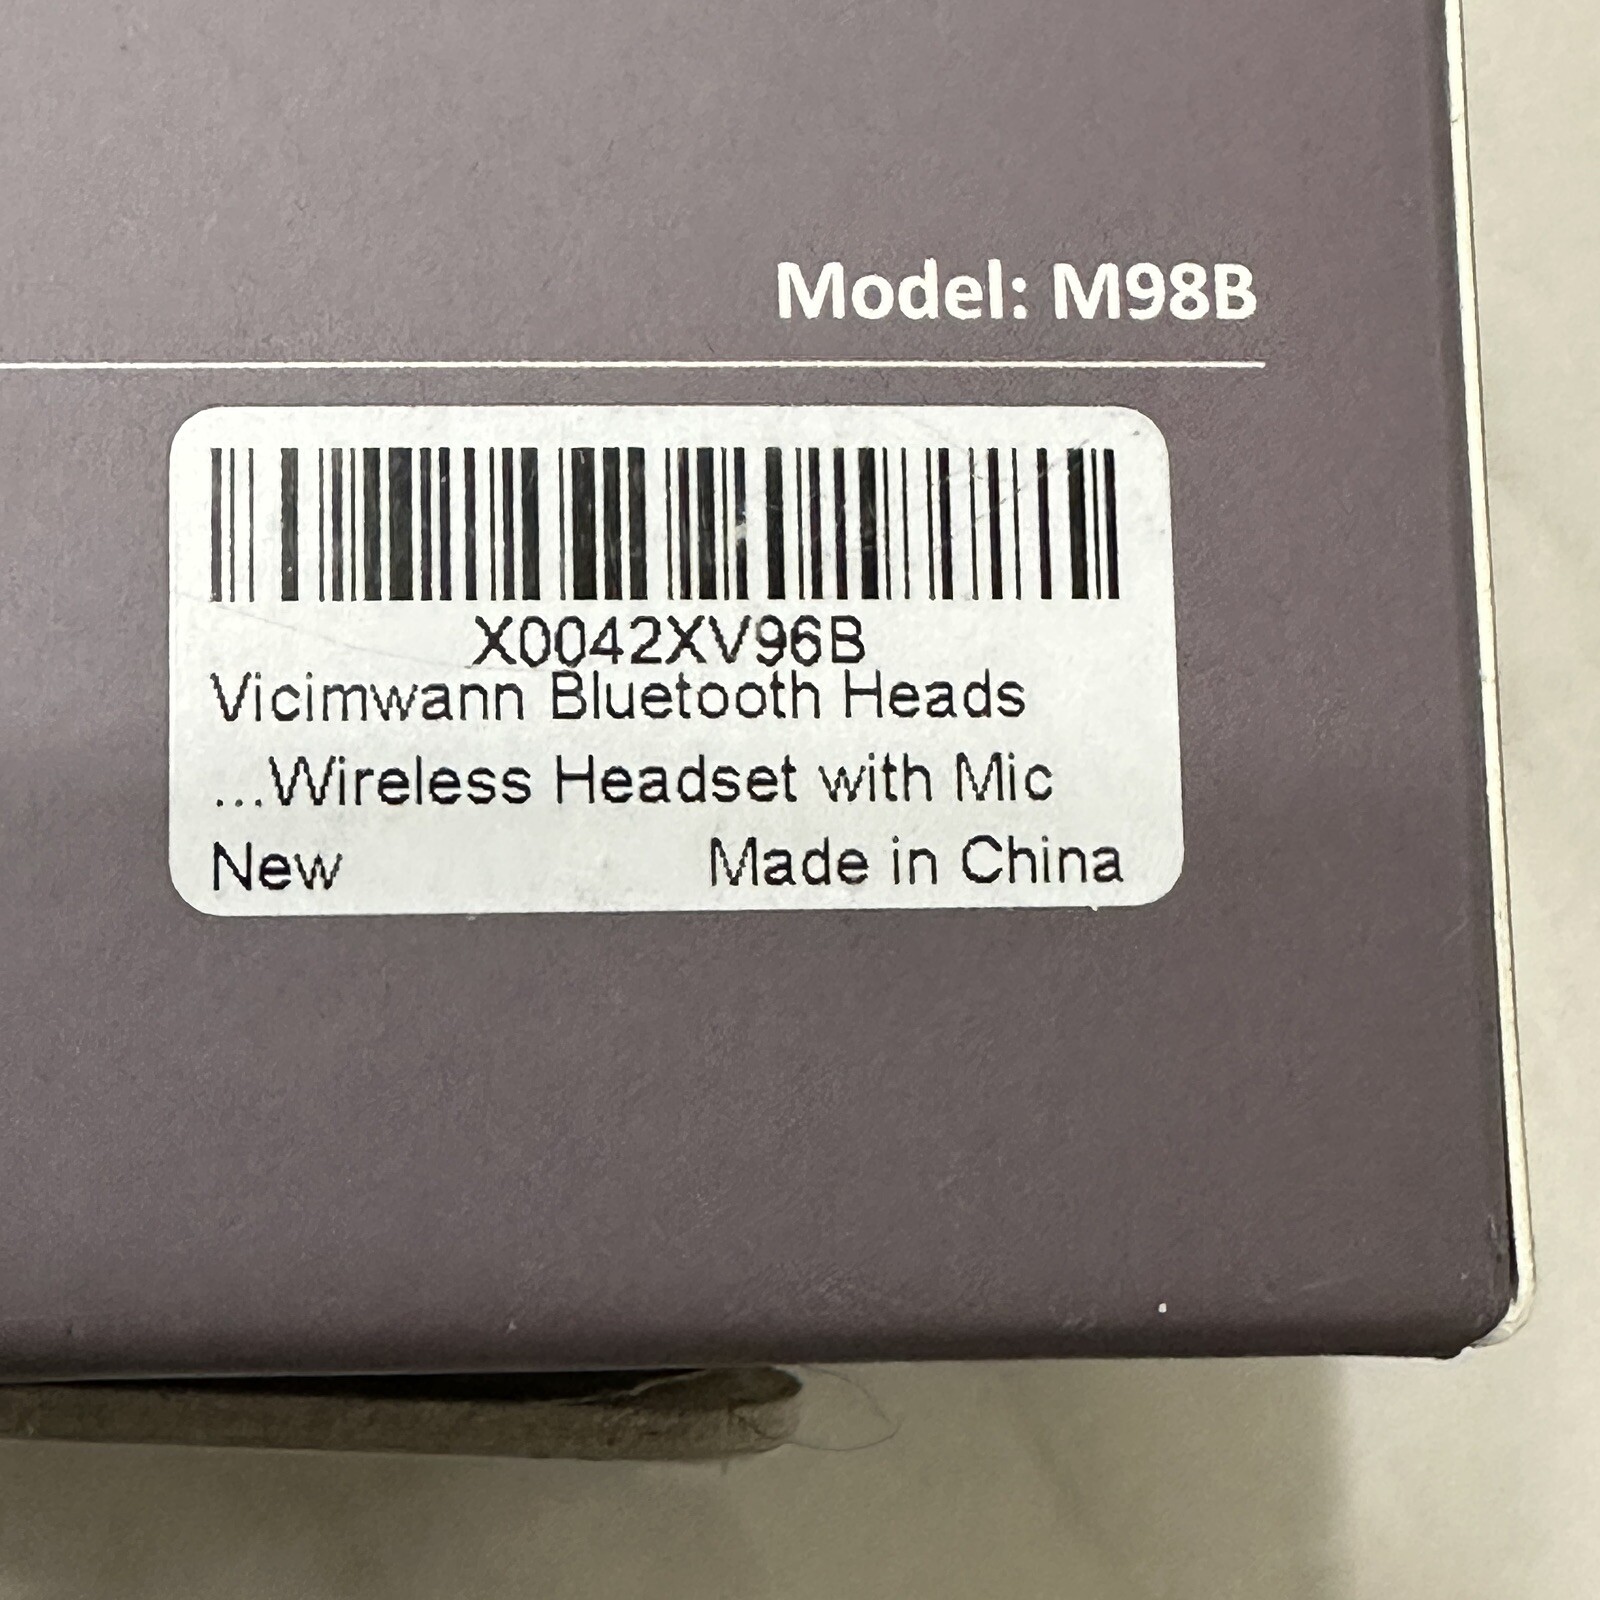 Model: M98B
X0042XV96B
Vicimwann Bluetooth Heads
...Wireless Headset with Mic
New Made in China